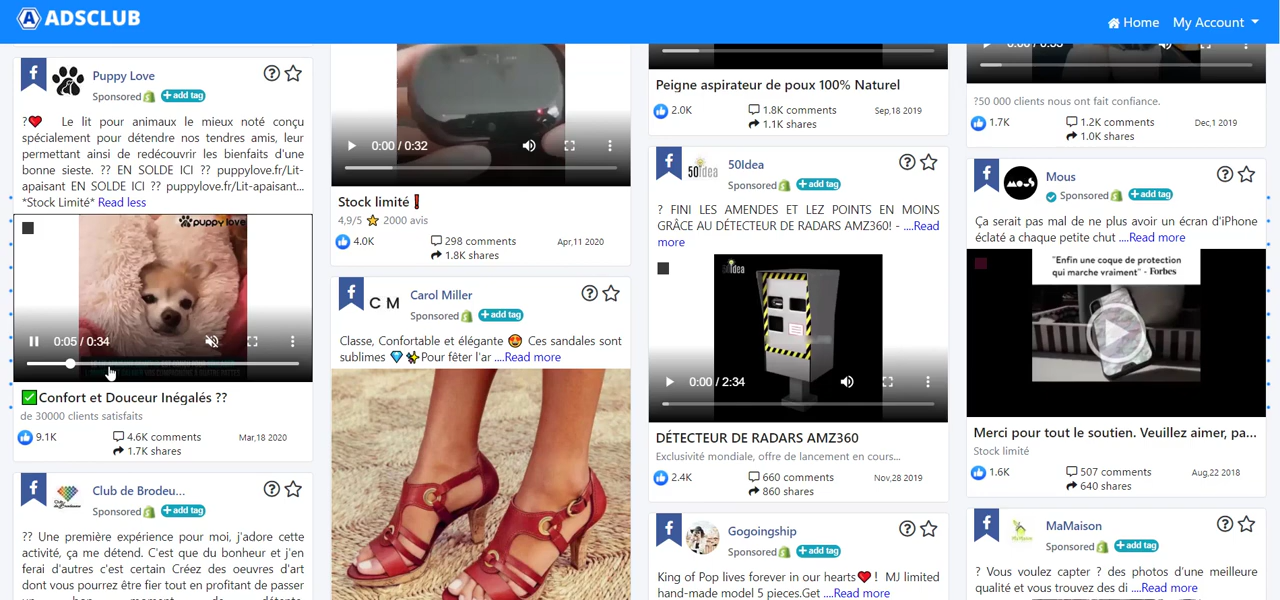 ADSCLUB
Home My Account
Puppy Love
Sponsored + add tag
?❤️ Le lit pour animaux le mieux noté conçu
spécialement pour détendre nos tendres amis, leur
permettant ainsi de redécouvrir les bienfaits d'une
bonne sieste. ?? EN SOLDE ICI ?? puppylove.fr/Lit-
apaisant EN SOLDE ICI ?? puppylove.fr/Lit-apaisant...
*Stock Limité* Read less
puppy love
0:05 / 0:34
✅Confort et Douceur Inégalés ??
de 30000 clients satisfaits
9.1K 4.6K comments Mar,18 2020
1.7K shares
Club de Brodeu...
Sponsored + add tag
?? Une première expérience pour moi, j'adore cette
activité, ça me détend. C'est que du bonheur et j'en
ferai d'autres c'est certain Créez des oeuvres d'art
dont vous pourrez être fier tout en profitant de passer
un bon moment de détente.
0:00 / 0:32
Stock limité❗
4,9/5 ⭐ 2000 avis
4.0K 298 comments Apr,11 2020
1.8K shares
C M
Carol Miller
Sponsored + add tag
Classe, Confortable et élégante 😍 Ces sandales sont
sublimes 💎 ✨Pour fêter l'ar ....Read more
Peigne aspirateur de poux 100% Naturel
2.0K 1.8K comments Sep,18 2019
1.1K shares
50Idea
50Idea
Sponsored + add tag
? FINI LES AMENDES ET LEZ POINTS EN MOINS
GRÂCE AU DÉTECTEUR DE RADARS AMZ360! - ....Read
more
50Idea
0:00 / 2:34
DÉTECTEUR DE RADARS AMZ360
Exclusivité mondiale, offre de lancement en cours...
2.4K 660 comments Nov,28 2019
860 shares
Gogoingship
Sponsored + add tag
King of Pop lives forever in our hearts❤️ ! MJ limited
hand-made model 5 pieces.Get ....Read more
0:00 / 0:33
?50 000 clients nous ont fait confiance.
1.7K 1.2K comments Dec,1 2019
1.0K shares
MOUS
Mous
Sponsored + add tag
Ça serait pas mal de ne plus avoir un écran d'iPhone
éclaté a chaque petite chut ....Read more
"Enfin une coque de protection
qui marche vraiment" - Forbes
Merci pour tout le soutien. Veuillez aimer, pa...
Stock limité
1.6K 507 comments Aug,22 2018
640 shares
MaMaison
MaMaison
Sponsored + add tag
? Vous voulez capter ? des photos d'une meilleure
qualité et vous trouvez des di ....Read more